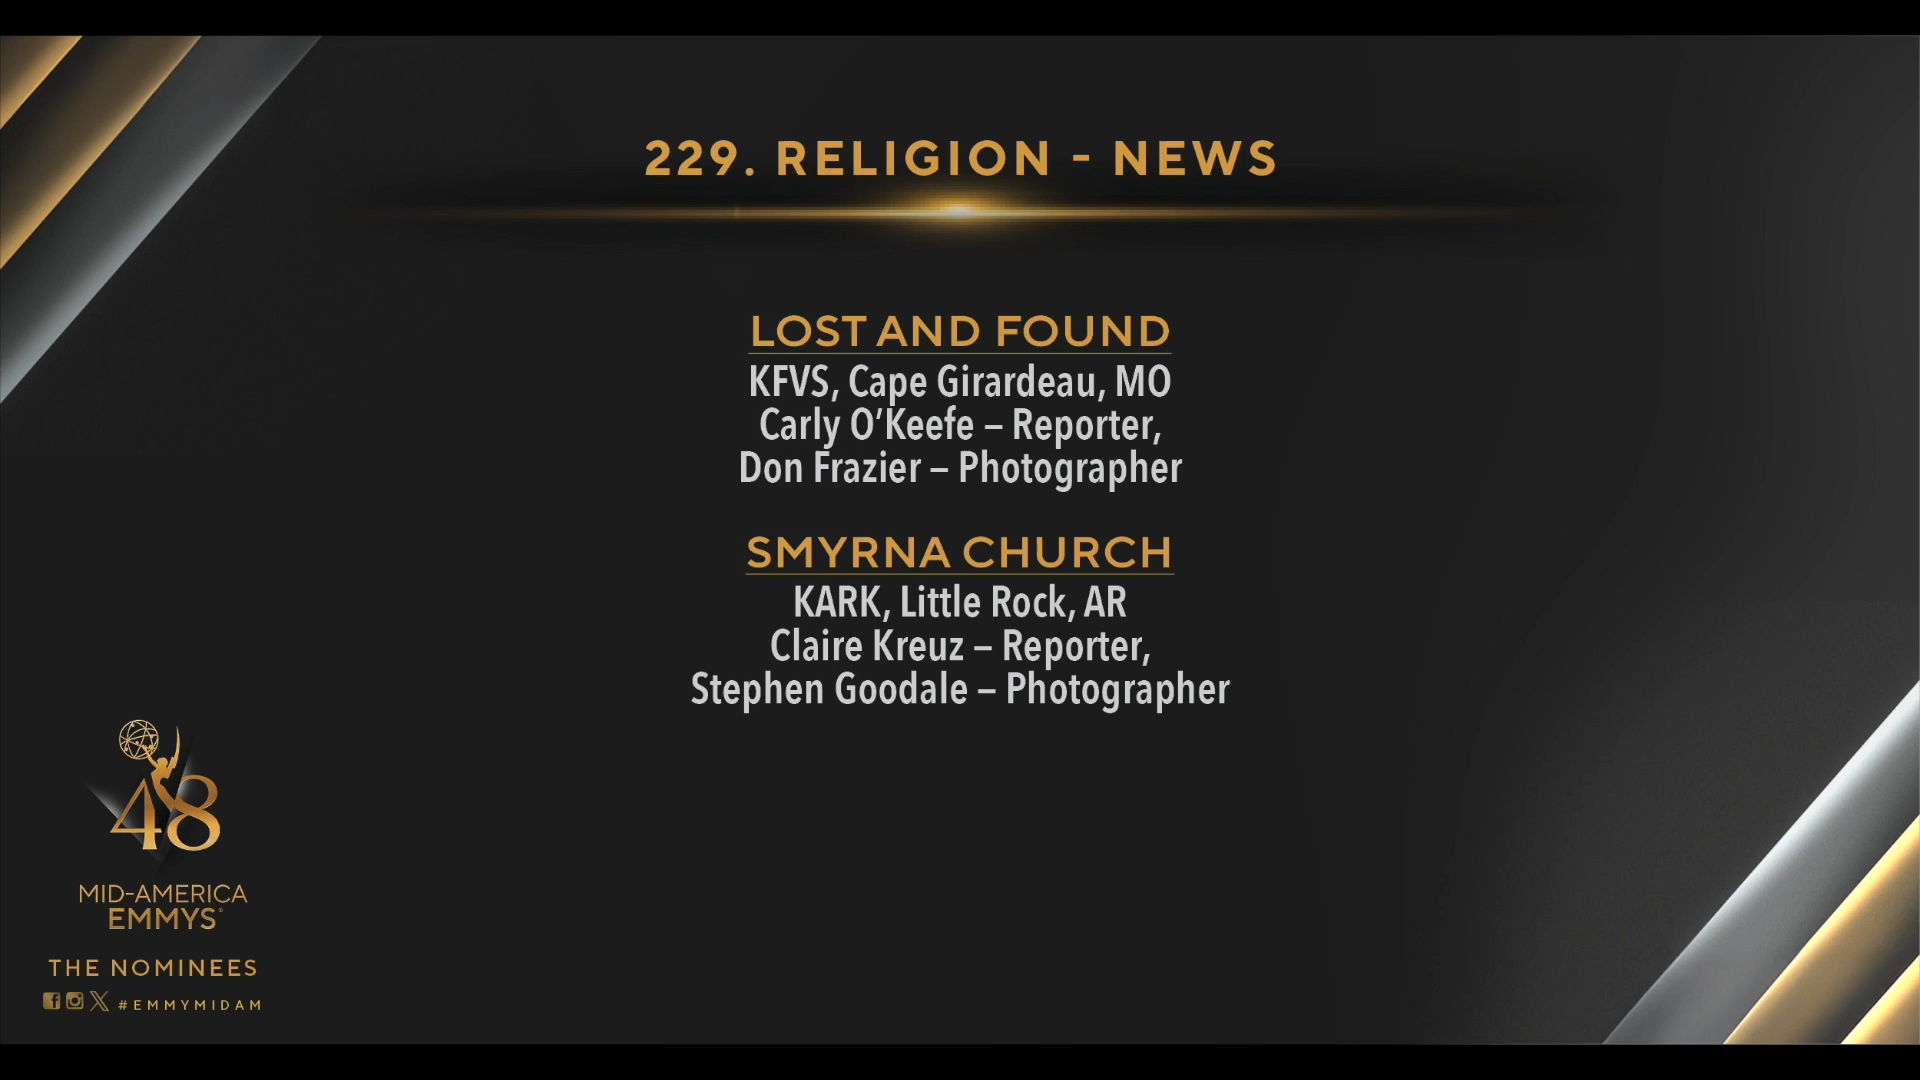 229. RELIGION - NEWS
LOST AND FOUND
KFVS, Cape Girardeau, MO
Carly O’Keefe – Reporter,
Don Frazier – Photographer
SMYRNA CHURCH
KARK, Little Rock, AR
Claire Kreuz – Reporter,
Stephen Goodale – Photographer
48
MID-AMERICA
EMMYS®
THE NOMINEES
#EMMYMIDAM